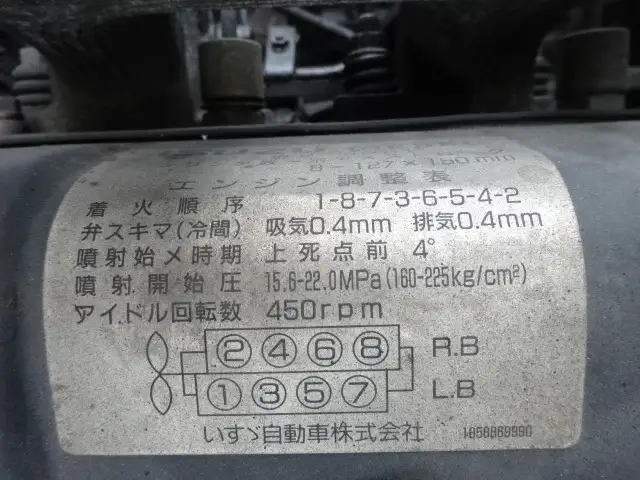 8-127×150mm
エンジン調整表
着火順序 1-8-7-3-6-5-4-2
弁スキマ(冷間) 吸気0.4mm 排気0.4mm
噴射始メ時期 上死点前 4°
噴射開始圧 15.6-22.0MPa(160-225kg/cm²)
アイドル回転数 450rpm
②④⑥⑧ R.B
①③⑤⑦ L.B
いすゞ自動車株式会社 1858869990